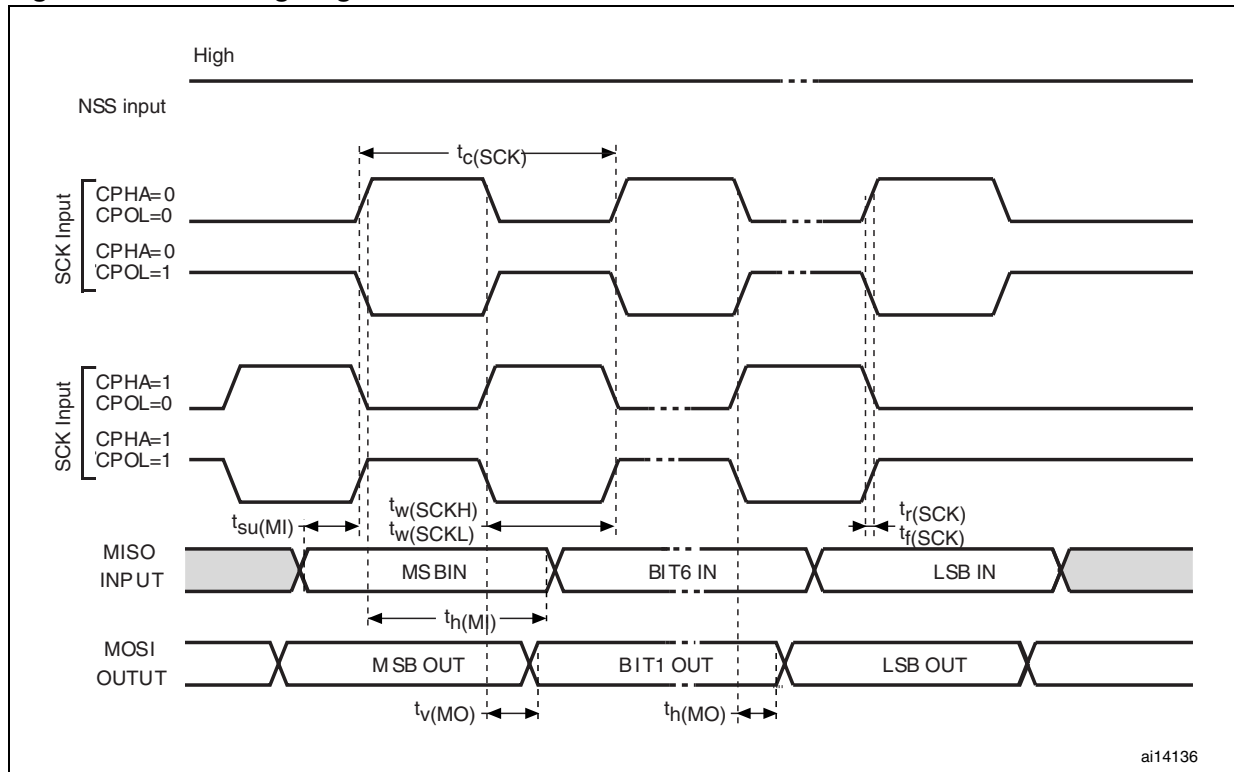 High
NSS input
tc(SCK)
SCK Input
CPHA=0
CPOL=0
CPHA=0
CPOL=1
SCK Input
CPHA=1
CPOL=0
CPHA=1
CPOL=1
tw(SCKH)
tw(SCKL)
tr(SCK)
tf(SCK)
tsu(MI)
MISO
INPUT
MSBIN
BIT6 IN
LSB IN
th(MI)
MOSI
OUTUT
MSB OUT
BIT1 OUT
LSB OUT
tv(MO)
th(MO)
ai14136